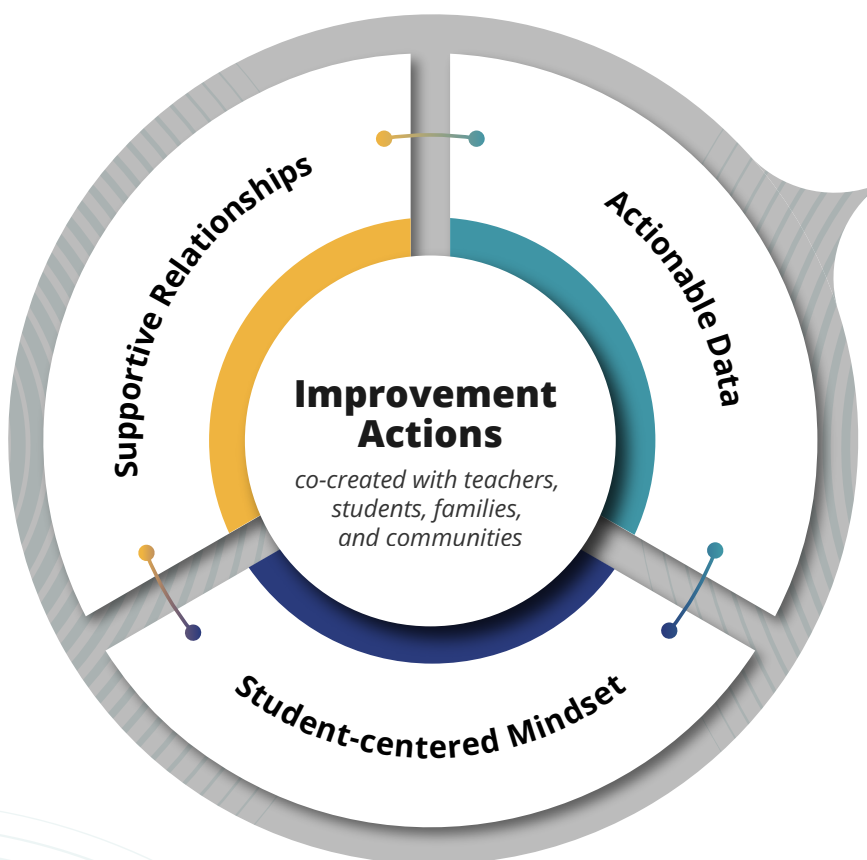 Supportive Relationships
Actionable Data
Improvement
Actions
co-created with teachers,
students, families,
and communities
Student-centered Mindset